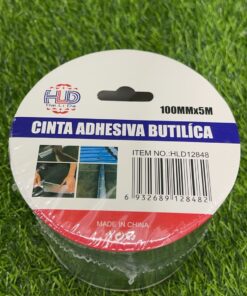 HLD
100MMx5M
CINTA ADHESIVA BUTILÍCA
ITEM NO :HLD12848
6 932689 128482
MADE IN CHINA